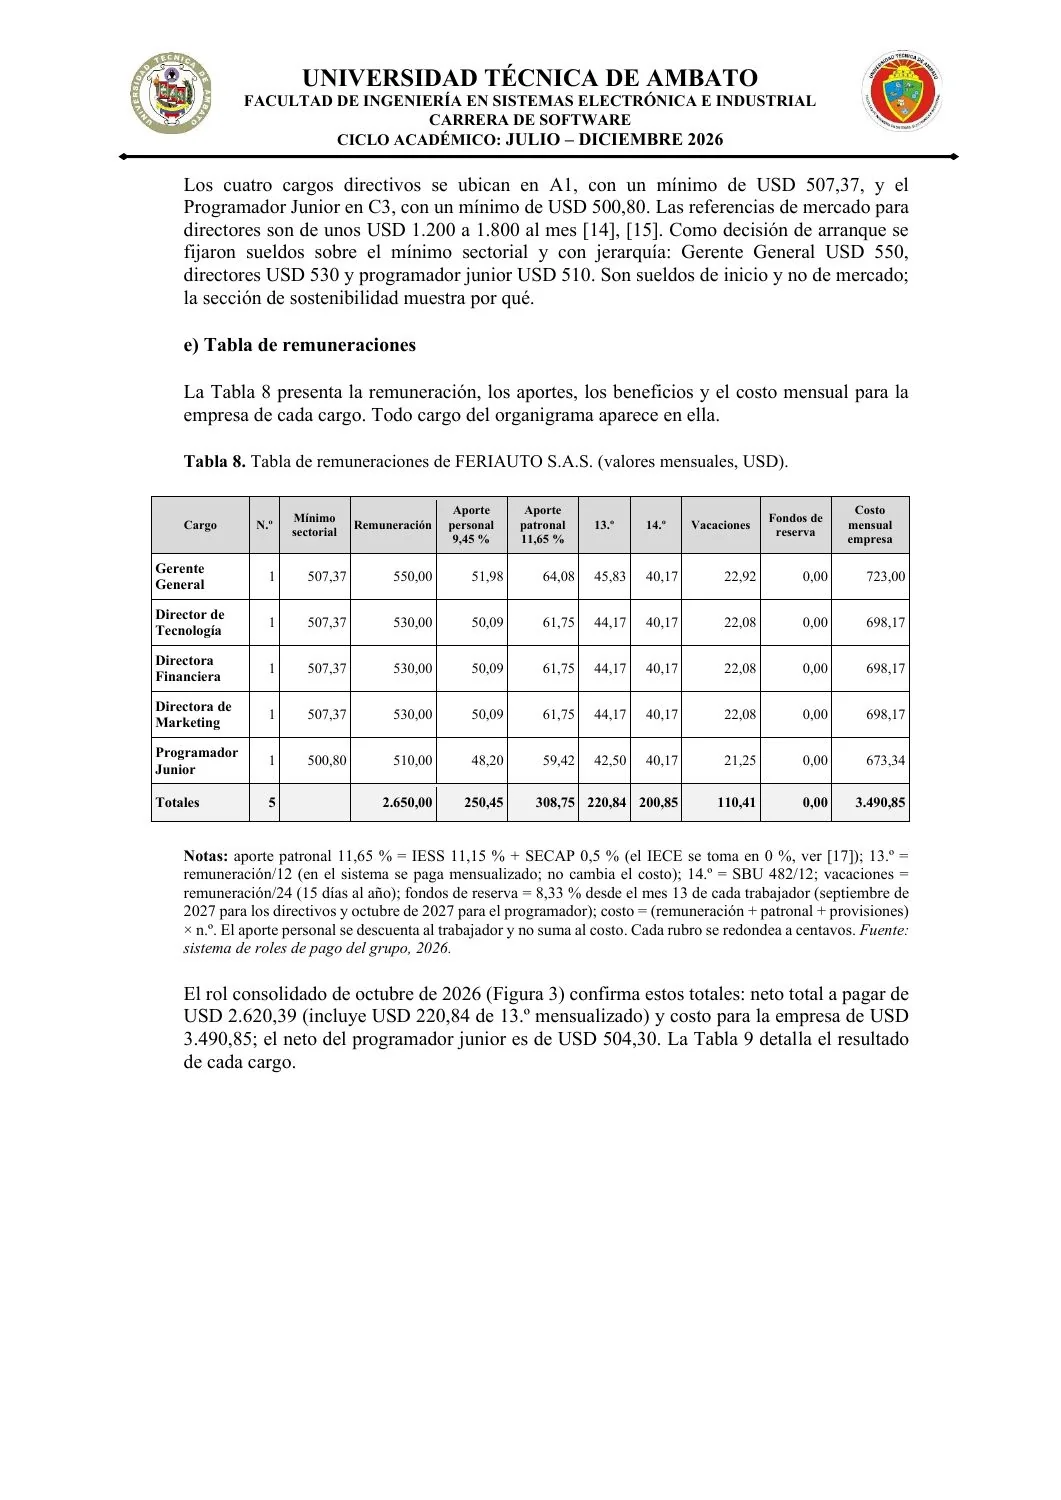 UNIVERSIDAD TÉCNICA DE AMBATO
FACULTAD DE INGENIERÍA EN SISTEMAS ELECTRÓNICA E INDUSTRIAL
CARRERA DE SOFTWARE
CICLO ACADÉMICO: JULIO – DICIEMBRE 2026
Los cuatro cargos directivos se ubican en A1, con un mínimo de USD 507,37, y el
Programador Junior en C3, con un mínimo de USD 500,80. Las referencias de mercado para
directores son de unos USD 1.200 a 1.800 al mes [14], [15]. Como decisión de arranque se
fijaron sueldos sobre el mínimo sectorial y con jerarquía: Gerente General USD 550,
directores USD 530 y programador junior USD 510. Son sueldos de inicio y no de mercado;
la sección de sostenibilidad muestra por qué.
e) Tabla de remuneraciones
La Tabla 8 presenta la remuneración, los aportes, los beneficios y el costo mensual para la
empresa de cada cargo. Todo cargo del organigrama aparece en ella.
Tabla 8. Tabla de remuneraciones de FERIAUTO S.A.S. (valores mensuales, USD).
Cargo N.º Mínimo sectorial Remuneración Aporte personal 9,45 % Aporte patronal 11,65 % 13.º 14.º Vacaciones Fondos de reserva Costo mensual empresa
Gerente General 1 507,37 550,00 51,98 64,08 45,83 40,17 22,92 0,00 723,00
Director de Tecnología 1 507,37 530,00 50,09 61,75 44,17 40,17 22,08 0,00 698,17
Directora Financiera 1 507,37 530,00 50,09 61,75 44,17 40,17 22,08 0,00 698,17
Directora de Marketing 1 507,37 530,00 50,09 61,75 44,17 40,17 22,08 0,00 698,17
Programador Junior 1 500,80 510,00 48,20 59,42 42,50 40,17 21,25 0,00 673,34
Totales 5 2.650,00 250,45 308,75 220,84 200,85 110,41 0,00 3.490,85
Notas: aporte patronal 11,65 % = IESS 11,15 % + SECAP 0,5 % (el IECE se toma en 0 %, ver [17]); 13.º =
remuneración/12 (en el sistema se paga mensualizado; no cambia el costo); 14.º = SBU 482/12; vacaciones =
remuneración/24 (15 días al año); fondos de reserva = 8,33 % desde el mes 13 de cada trabajador (septiembre de
2027 para los directivos y octubre de 2027 para el programador); costo = (remuneración + patronal + provisiones)
× n.º. El aporte personal se descuenta al trabajador y no suma al costo. Cada rubro se redondea a centavos. Fuente:
sistema de roles de pago del grupo, 2026.
El rol consolidado de octubre de 2026 (Figura 3) confirma estos totales: neto total a pagar de
USD 2.620,39 (incluye USD 220,84 de 13.º mensualizado) y costo para la empresa de USD
3.490,85; el neto del programador junior es de USD 504,30. La Tabla 9 detalla el resultado
de cada cargo.